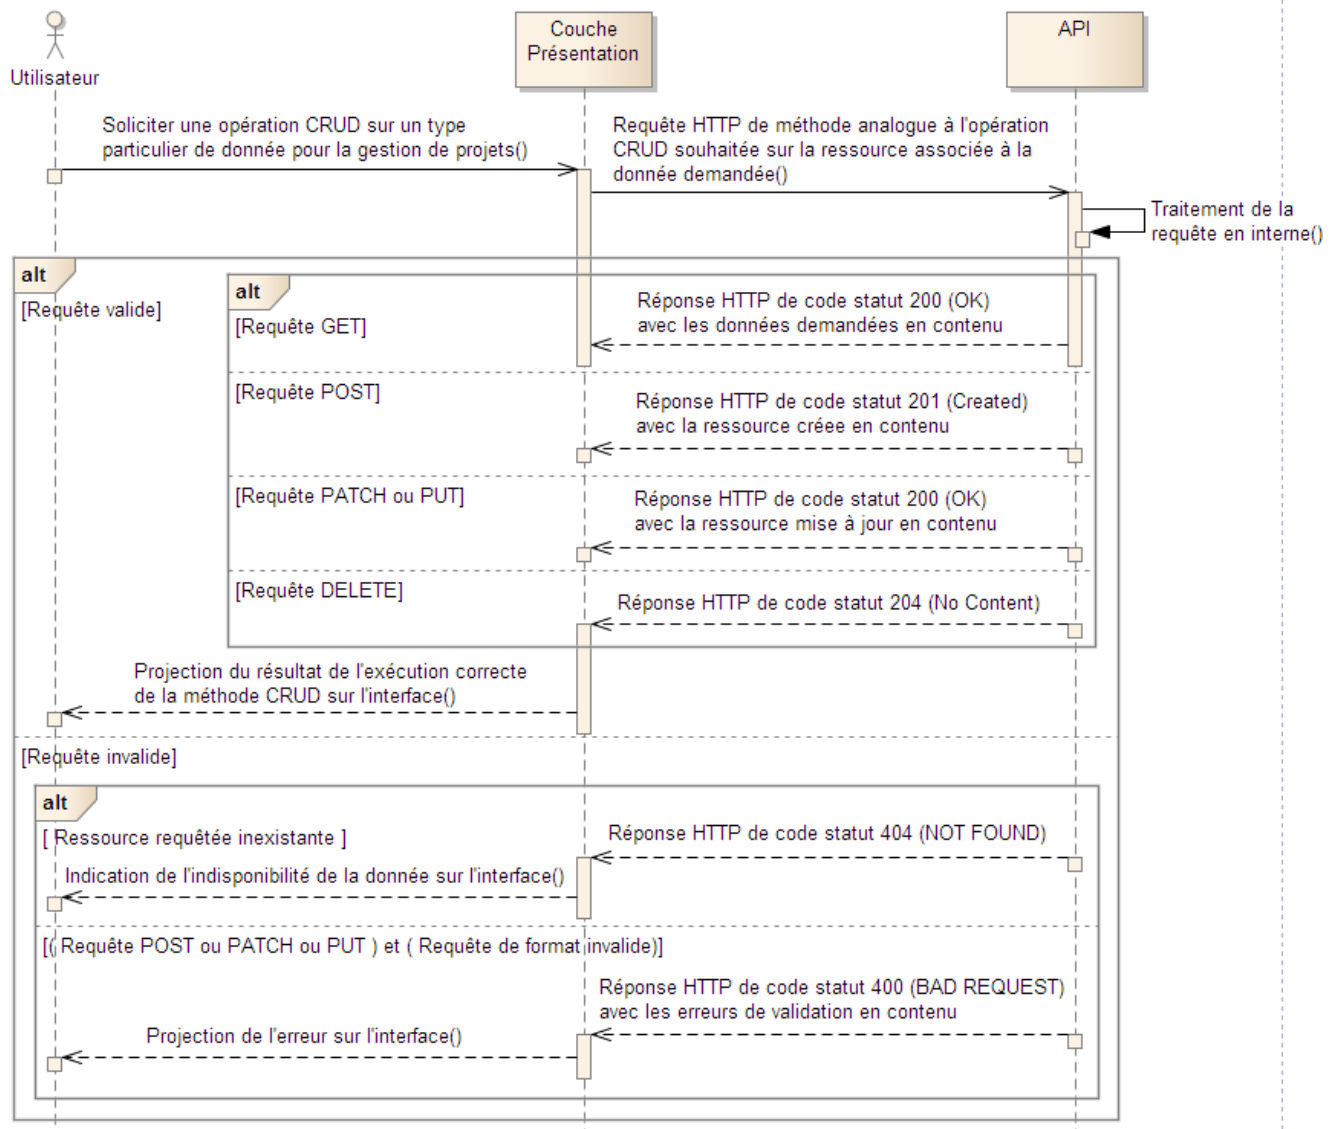 Utilisateur
Couche
Présentation
API
Soliciter une opération CRUD sur un type
particulier de donnée pour la gestion de projets()
Requête HTTP de méthode analogue à l'opération
CRUD souhaitée sur la ressource associée à la
donnée demandée()
Traitement de la
requête en interne()
alt
[Requête valide]
alt
[Requête GET]
Réponse HTTP de code statut 200 (OK)
avec les données demandées en contenu
[Requête POST]
Réponse HTTP de code statut 201 (Created)
avec la ressource créee en contenu
[Requête PATCH ou PUT]
Réponse HTTP de code statut 200 (OK)
avec la ressource mise à jour en contenu
[Requête DELETE]
Réponse HTTP de code statut 204 (No Content)
Projection du résultat de l'exécution correcte
de la méthode CRUD sur l'interface()
[Requête invalide]
alt
[ Ressource requêtée inexistante ]
Réponse HTTP de code statut 404 (NOT FOUND)
Indication de l'indisponibilité de la donnée sur l'interface()
[( Requête POST ou PATCH ou PUT ) et ( Requête de format invalide)]
Réponse HTTP de code statut 400 (BAD REQUEST)
avec les erreurs de validation en contenu
Projection de l'erreur sur l'interface()